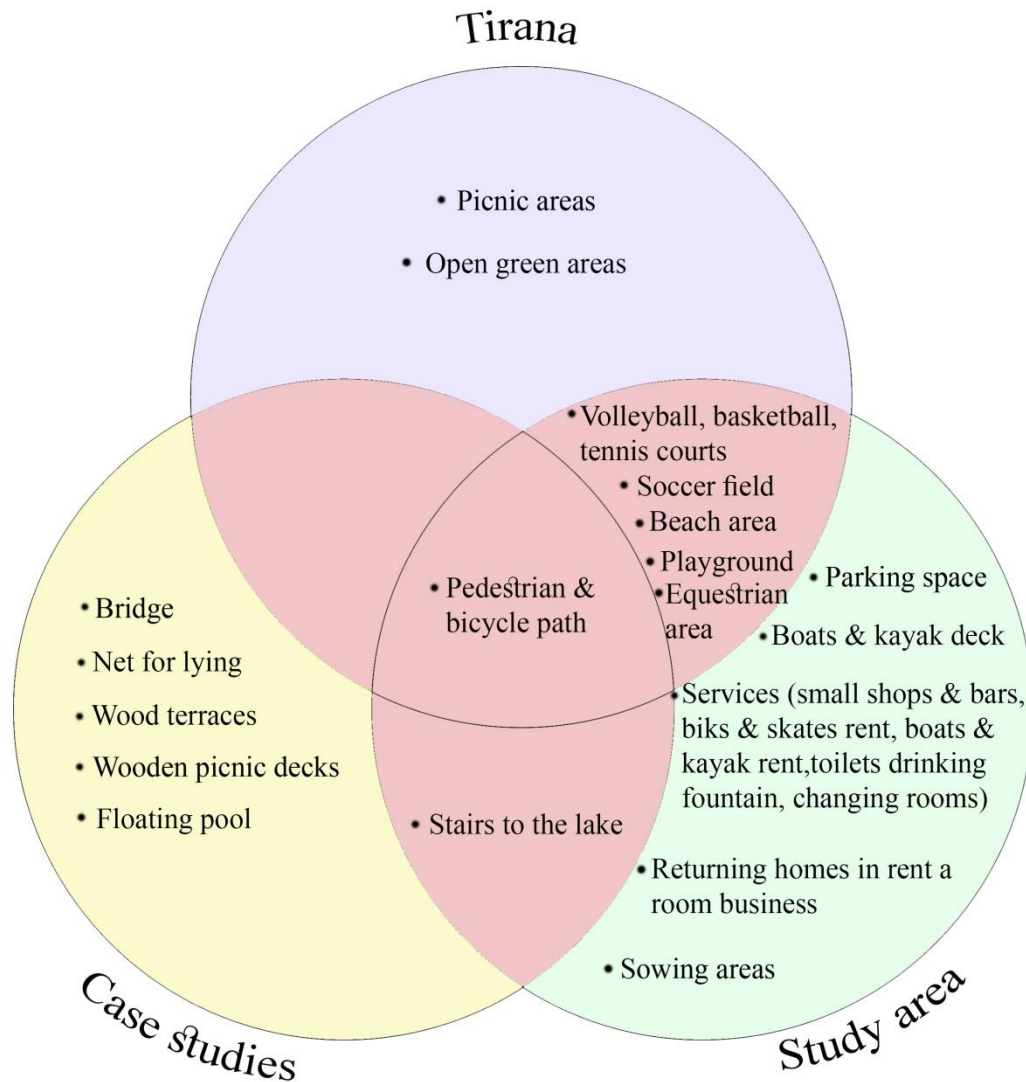 Tirana
• Picnic areas
• Open green areas
• Volleyball, basketball,
tennis courts
• Soccer field
• Beach area
• Playground
• Equestrian
area
• Pedestrian &
bicycle path
• Bridge
• Net for lying
• Wood terraces
• Wooden picnic decks
• Floating pool
• Stairs to the lake
• Parking space
• Boats & kayak deck
• Services (small shops & bars,
biks & skates rent, boats &
kayak rent,toilets drinking
fountain, changing rooms)
• Returning homes in rent a
room business
• Sowing areas
Case studies
Study area